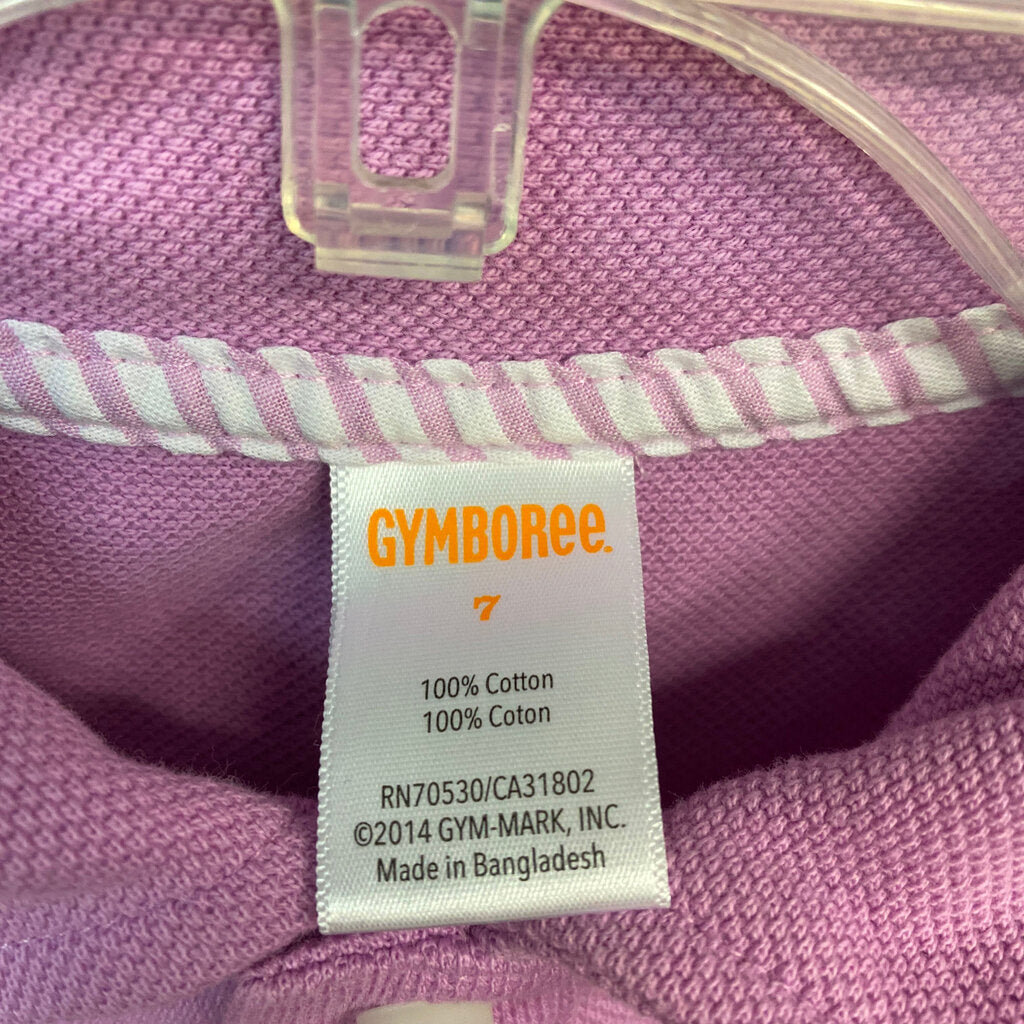 GYMBOREE.
7
100% Cotton
100% Coton
RN70530/CA31802
©2014 GYM-MARK, INC.
Made in Bangladesh